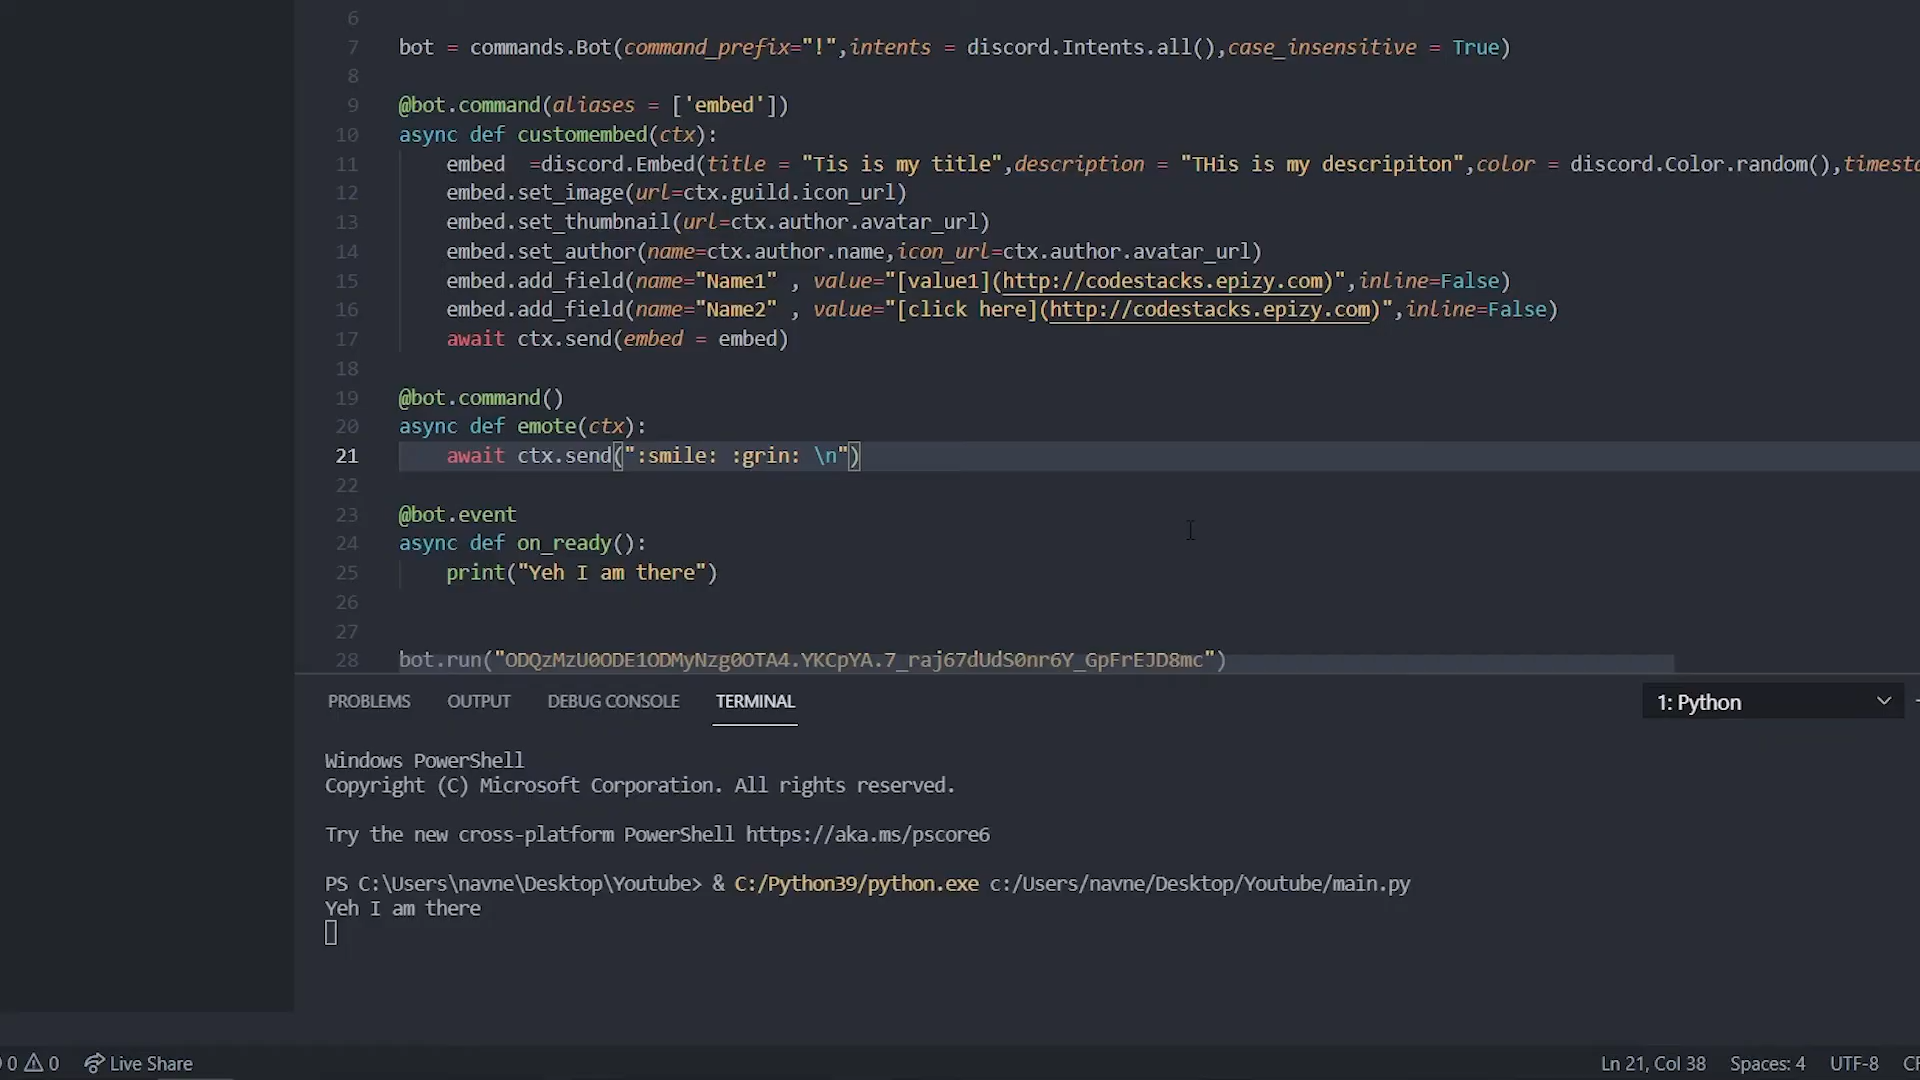 6
7 bot = commands.Bot(command_prefix="!",intents = discord.Intents.all(),case_insensitive = True)
8
9 @bot.command(aliases = ['embed'])
10 async def customembed(ctx):
11 embed =discord.Embed(title = "Tis is my title",description = "THis is my descripiton",color = discord.Color.random(),timesta
12 embed.set_image(url=ctx.guild.icon_url)
13 embed.set_thumbnail(url=ctx.author.avatar_url)
14 embed.set_author(name=ctx.author.name,icon_url=ctx.author.avatar_url)
15 embed.add_field(name="Name1" , value="[value1](http://codestacks.epizy.com)",inline=False)
16 embed.add_field(name="Name2" , value="[click here](http://codestacks.epizy.com)",inline=False)
17 await ctx.send(embed = embed)
18
19 @bot.command()
20 async def emote(ctx):
21 await ctx.send(":smile: :grin: \n")
22
23 @bot.event
24 async def on_ready():
25 print("Yeh I am there")
26
27
28 bot.run("ODQzMzU0ODE1ODMyNzg0OTA4.YKCpYA.7_raj67dUdS0nr6Y_GpFrEJD8mc")
PROBLEMS OUTPUT DEBUG CONSOLE TERMINAL 1: Python
Windows PowerShell
Copyright (C) Microsoft Corporation. All rights reserved.
Try the new cross-platform PowerShell https://aka.ms/pscore6
PS C:\Users\navne\Desktop\Youtube> & C:/Python39/python.exe c:/Users/navne/Desktop/Youtube/main.py
Yeh I am there
0 0 Live Share Ln 21, Col 38 Spaces: 4 UTF-8 C